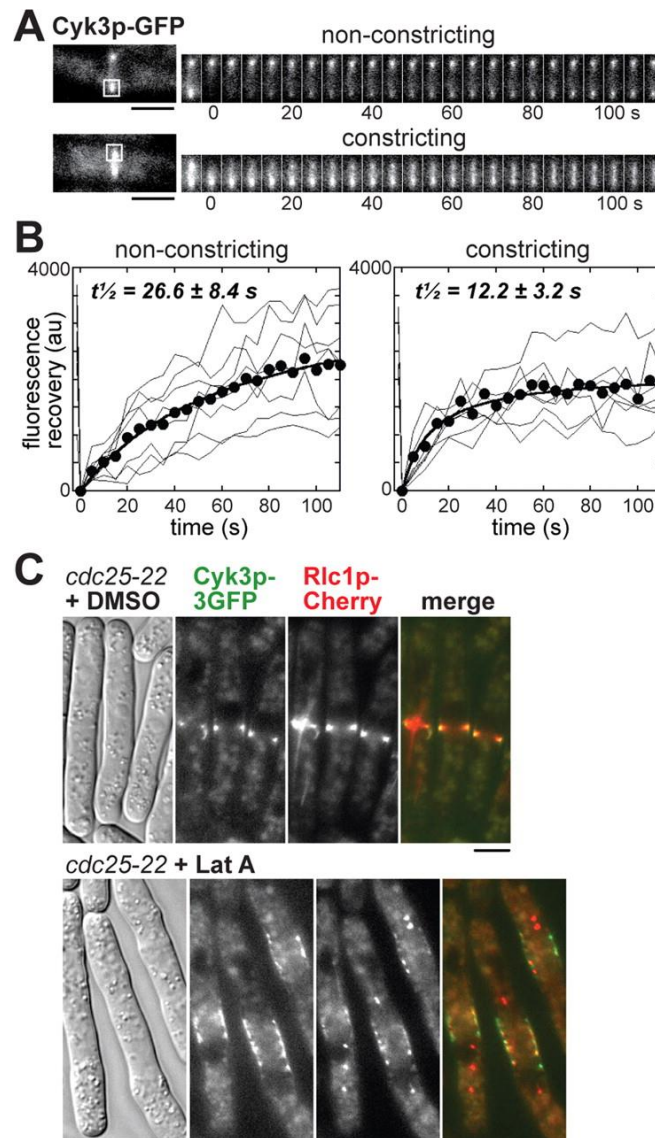 A Cyk3p-GFP
non-constricting
0 20 40 60 80 100 s
constricting
0 20 40 60 80 100 s
B
non-constricting constricting
4000 4000
t½ = 26.6 ± 8.4 s t½ = 12.2 ± 3.2 s
fluorescence
recovery (au)
0 0
0 20 40 60 80 100 0 20 40 60 80 100
time (s) time (s)
C
cdc25-22 Cyk3p- Rlc1p-
+ DMSO 3GFP Cherry merge
cdc25-22 + Lat A